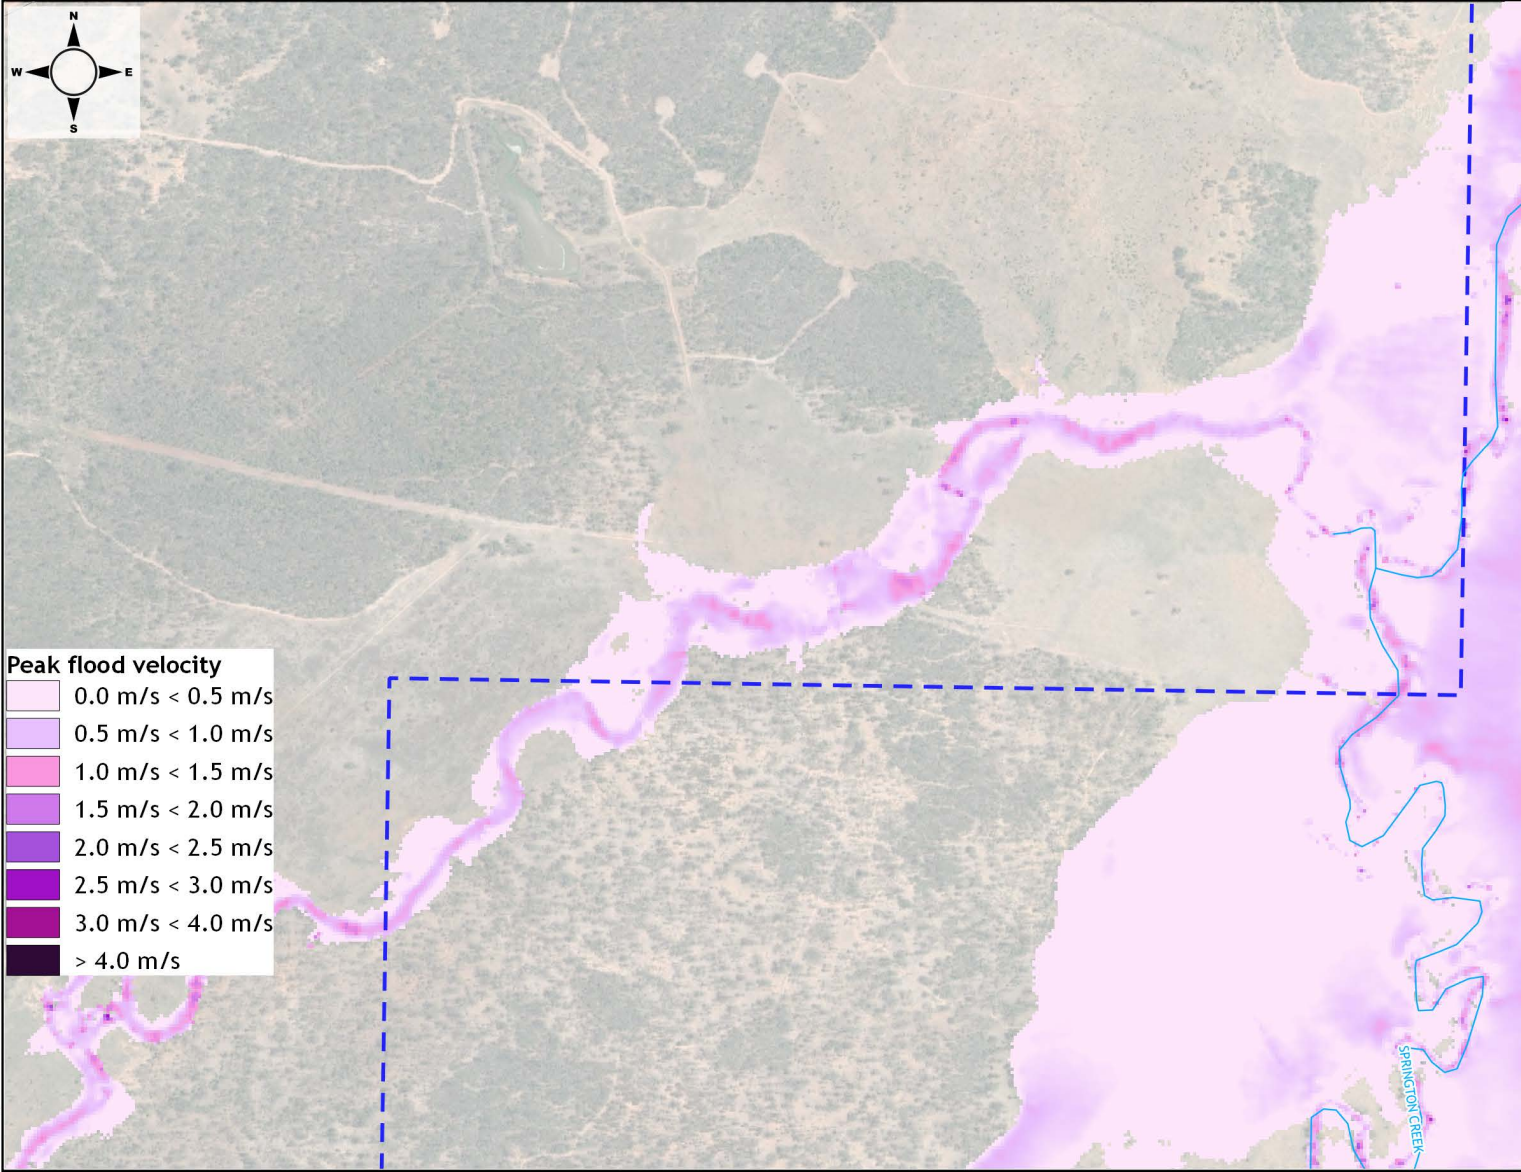 N
W E
S
Peak flood velocity
0.0 m/s < 0.5 m/s
0.5 m/s < 1.0 m/s
1.0 m/s < 1.5 m/s
1.5 m/s < 2.0 m/s
2.0 m/s < 2.5 m/s
2.5 m/s < 3.0 m/s
3.0 m/s < 4.0 m/s
> 4.0 m/s
SPRINGTON CREEK